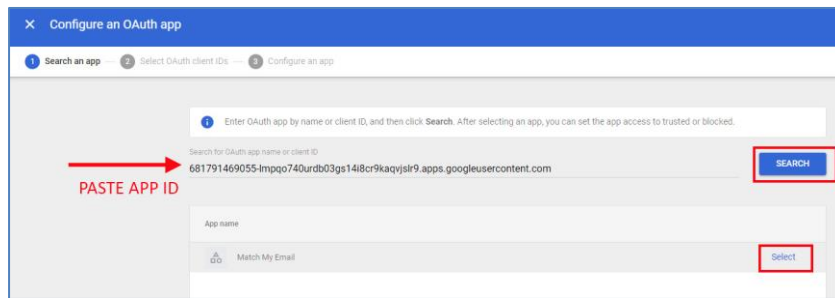 × Configure an OAuth app
1 Search an app 2 Select OAuth client IDs 3 Configure an app
Enter OAuth app by name or client ID, and then click Search. After selecting an app, you can set the app access to trusted or blocked.
Search for OAuth app name or client ID
681791469055-lmpqo740urdb03gs14i8cr9kaqvjslr9.apps.googleusercontent.com
SEARCH
PASTE APP ID
App name
Match My Email
Select